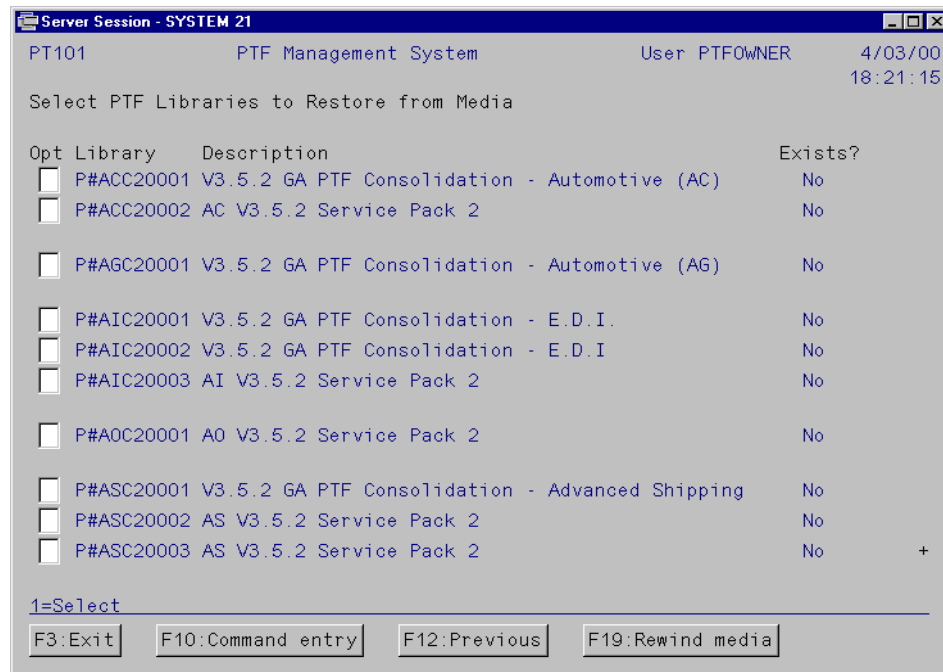 Server Session - SYSTEM 21
PT101 PTF Management System User PTFOWNER 4/03/00
18:21:15
Select PTF Libraries to Restore from Media
Opt Library Description Exists?
P#ACC20001 V3.5.2 GA PTF Consolidation - Automotive (AC) No
P#ACC20002 AC V3.5.2 Service Pack 2 No
P#AGC20001 V3.5.2 GA PTF Consolidation - Automotive (AG) No
P#AIC20001 V3.5.2 GA PTF Consolidation - E.D.I. No
P#AIC20002 V3.5.2 GA PTF Consolidation - E.D.I No
P#AIC20003 AI V3.5.2 Service Pack 2 No
P#AOC20001 AO V3.5.2 Service Pack 2 No
P#ASC20001 V3.5.2 GA PTF Consolidation - Advanced Shipping No
P#ASC20002 AS V3.5.2 Service Pack 2 No
P#ASC20003 AS V3.5.2 Service Pack 2 No +
1=Select
F3:Exit F10:Command entry F12:Previous F19:Rewind media